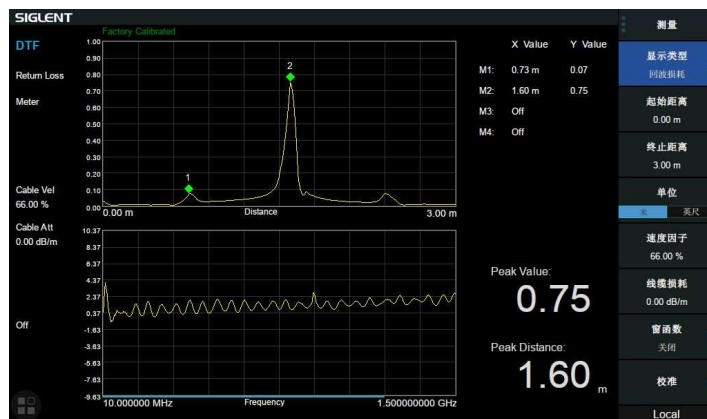 SIGLENT
DTF
Return Loss
Meter
Cable Vel
66.00 %
Cable Att
0.00 dB/m
Off
Factory Calibrated
1.00
0.90
0.80
0.70
0.60
0.50
0.40
0.30
0.20
0.10
0.00
1
2
0.00 m
Distance
3.00 m
X Value Y Value
M1: 0.73 m 0.07
M2: 1.60 m 0.75
M3: Off
M4: Off
10.37
8.37
6.37
4.37
2.37
0.37
-1.63
-3.63
-5.63
-7.63
-9.63
10.000000 MHz
Frequency
1.500000000 GHz
Peak Value:
0.75
Peak Distance:
1.60 m
测量
显示类型
回波损耗
起始距离
0.00 m
终止距离
3.00 m
单位
米 英尺
速度因子
66.00 %
线缆损耗
0.00 dB/m
窗函数
关闭
校准
Local